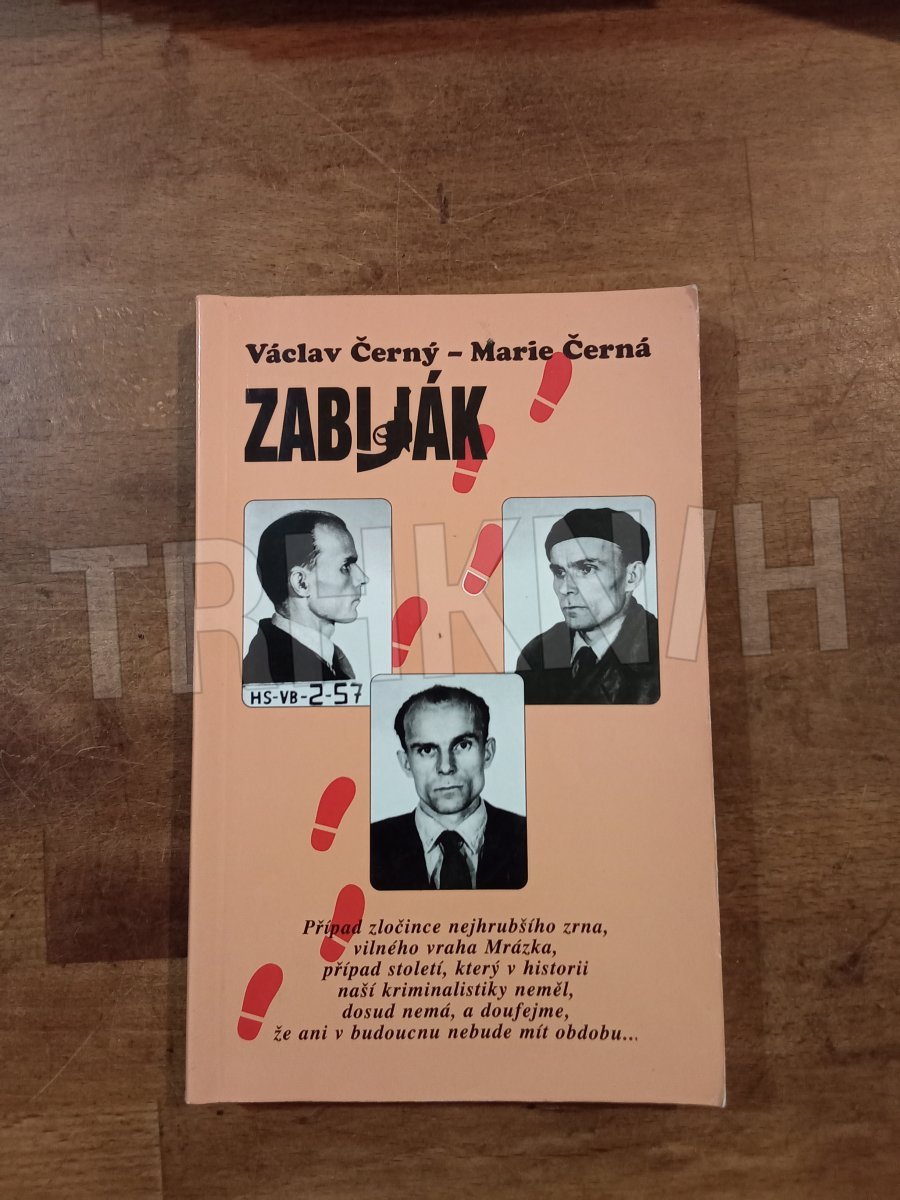 Václav Černý – Marie Černá
ZABIJÁK
HS-VB-2-57
Případ zločince nejhrubšího zrna,
vilného vraha Mrázka,
případ století, který v historii
naší kriminalistiky neměl,
dosud nemá, a doufejme,
že ani v budoucnu nebude mít obdobu...
TRHKNIH